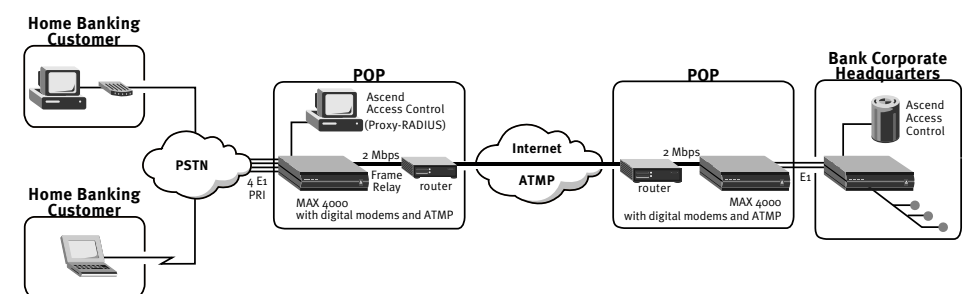 Home Banking
Customer
PSTN
Home Banking
Customer
POP
Ascend
Access Control
(Proxy-RADIUS)
2 Mbps
Frame
Relay
router
4 E1
PRI
MAX 4000
with digital modems and ATMP
Internet
ATMP
POP
2 Mbps
router
MAX 4000
with digital modems and ATMP
E1
Bank Corporate
Headquarters
Ascend
Access
Control